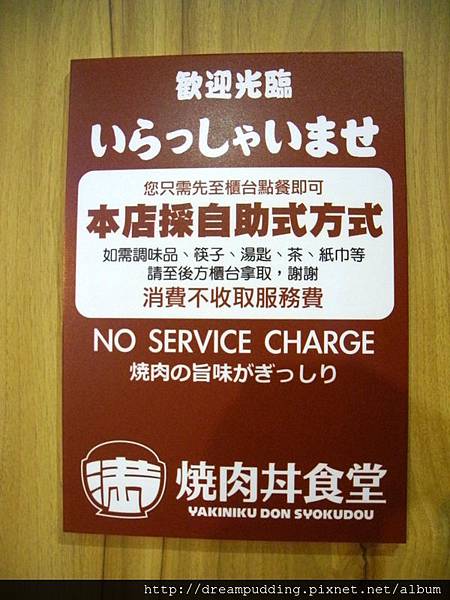 歡迎光臨
いらっしゃいませ
您只需先至櫃台點餐即可
本店採自助式方式
如需調味品、筷子、湯匙、茶、紙巾等
請至後方櫃台拿取，謝謝
消費不收取服務費
NO SERVICE CHARGE
焼肉の旨味がぎっしり
満 焼肉丼食堂
YAKINIKU DON SYOKUDOU
http://dreampudding.pixnet.net/album